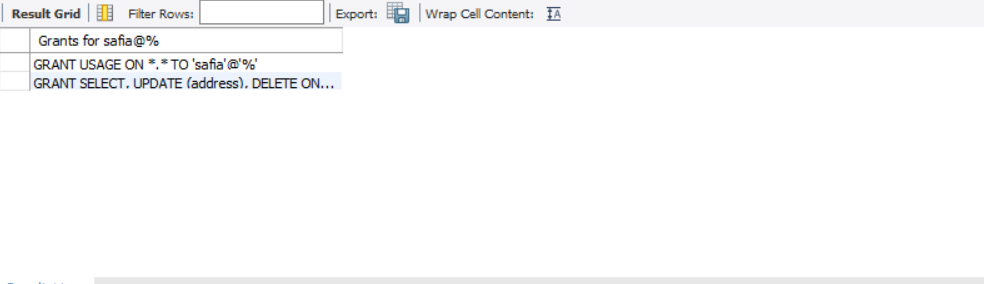 Result Grid Filter Rows: Export: Wrap Cell Content:
Grants for safia@%
GRANT USAGE ON *.* TO 'safia'@'%'
GRANT SELECT, UPDATE (address), DELETE ON...